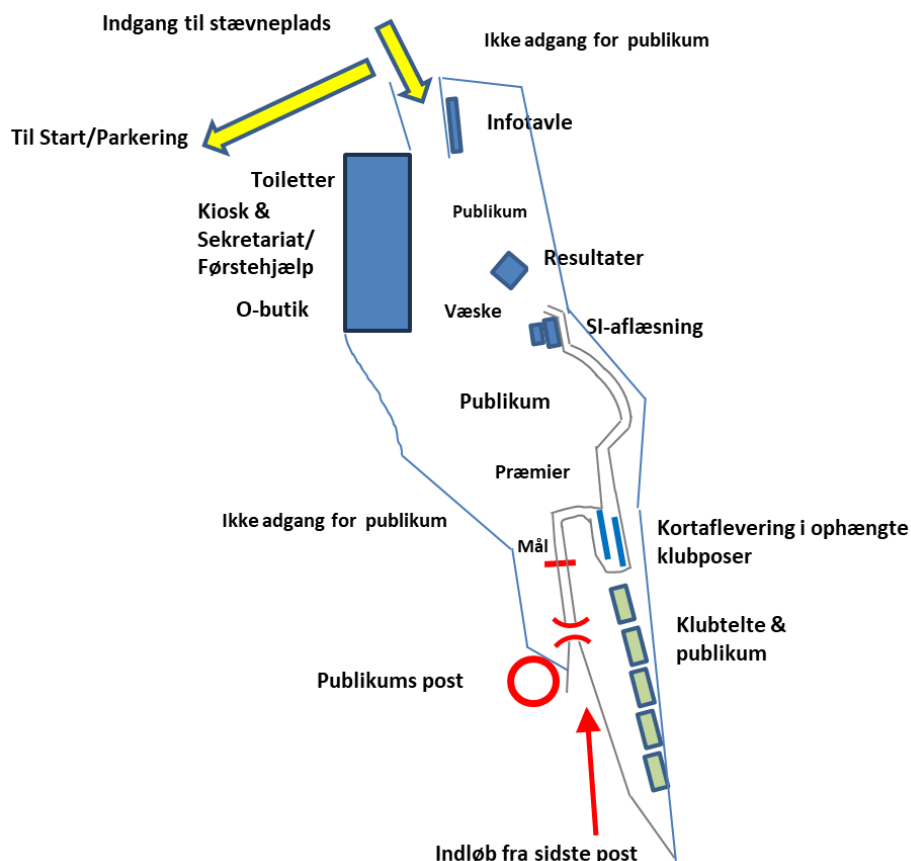 Indgang til stævneplads
Ikke adgang for publikum
Til Start/Parkering
Infotavle
Toiletter
Kiosk &
Sekretariat/
Førstehjælp
O-butik
Publikum
Resultater
Væske
SI-aflæsning
Publikum
Præmier
Ikke adgang for publikum
Mål
Kortaflevering i ophængte
klubposer
Klubtelte &
publikum
Publikums post
Indløb fra sidste post